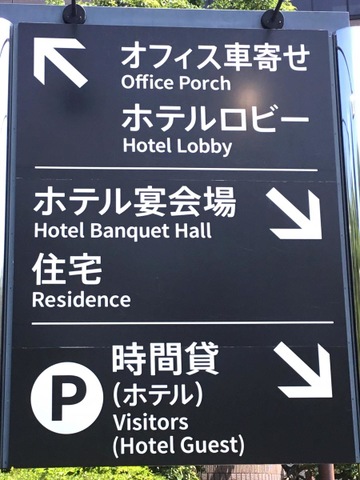 オフィス車寄せ
Office Porch
ホテルロビー
Hotel Lobby
ホテル宴会場
Hotel Banquet Hall
住宅
Residence
P
時間貸
(ホテル)
Visitors
(Hotel Guest)